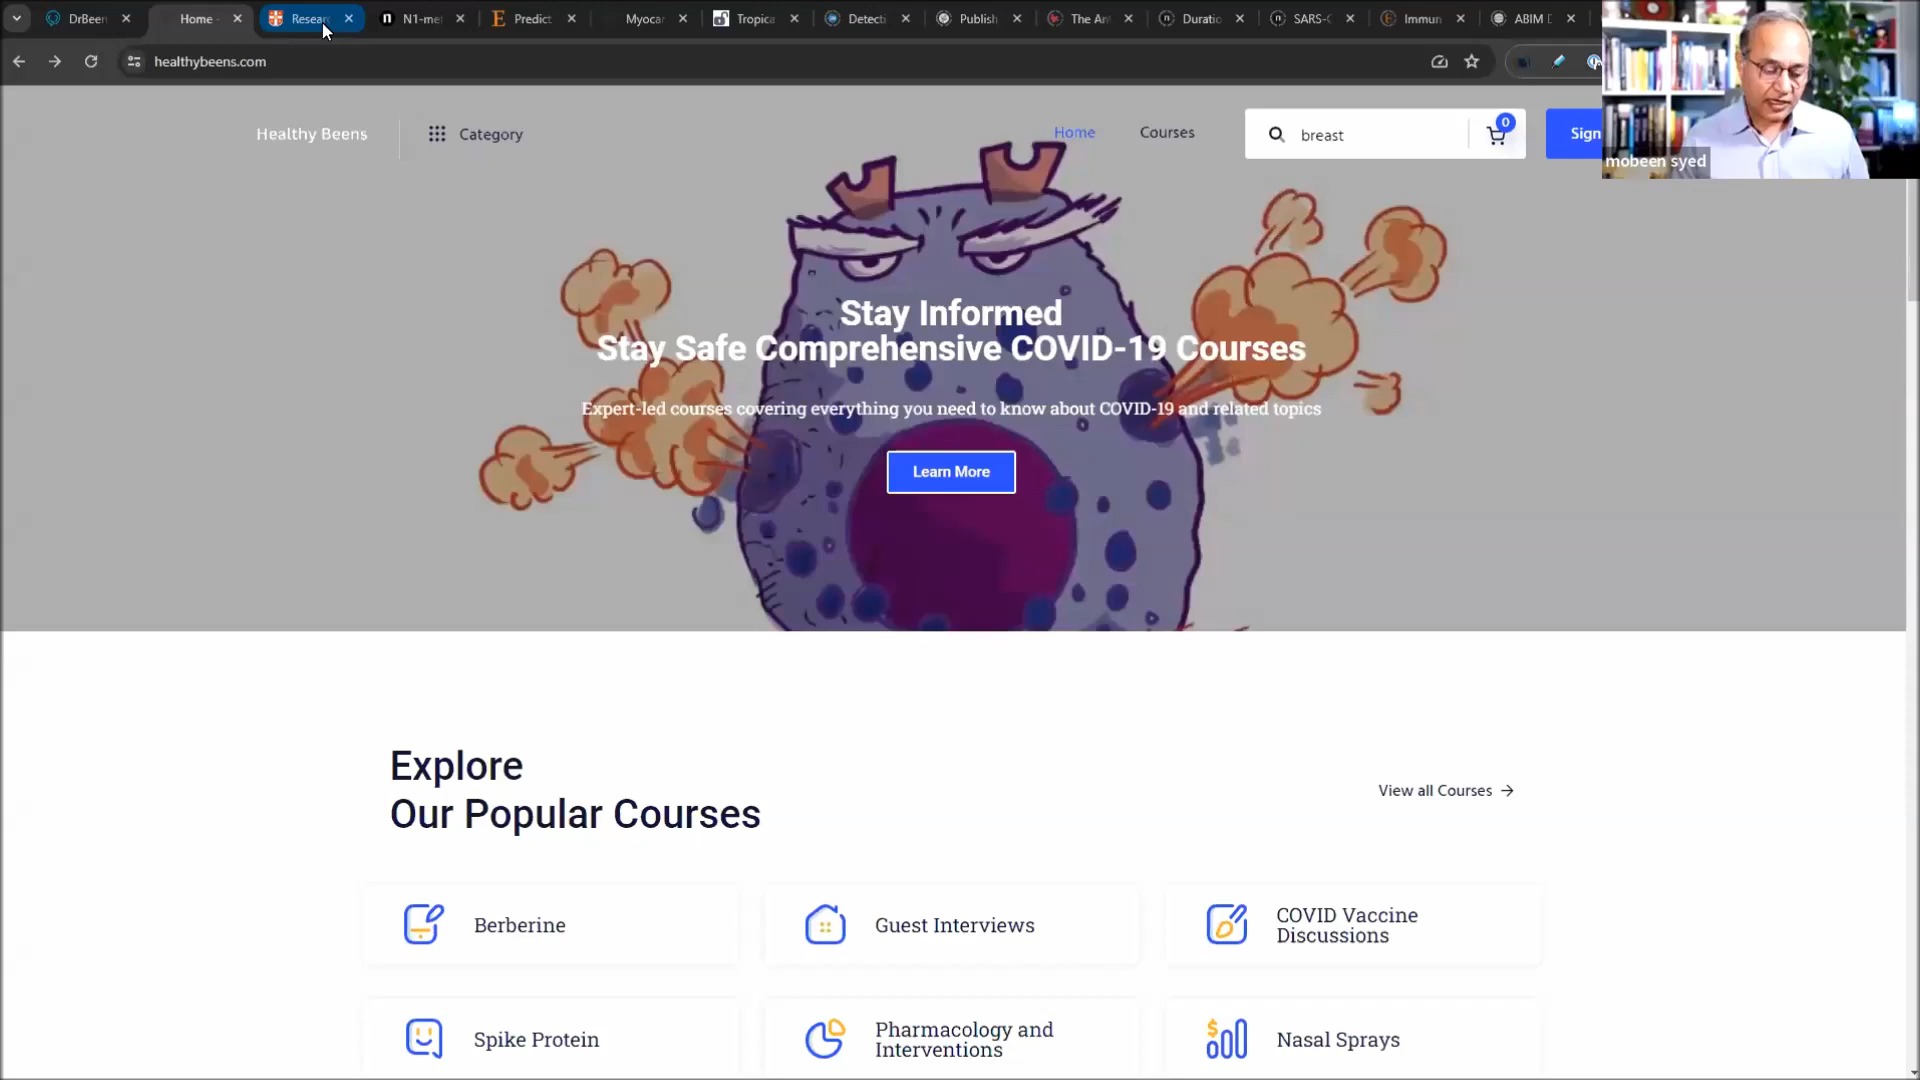 DrBeen
Home
Resear
N1-me
Predict
Myocar
Tropica
Detecti
Publish
The An
Duratio
SARS-C
Immun
ABIM
healthybeens.com
mobeen syed
Healthy Beens
Category
Home
Courses
breast
0
Sign
Stay Informed
Stay Safe Comprehensive COVID-19 Courses
Expert-led courses covering everything you need to know about COVID-19 and related topics
Learn More
Explore
Our Popular Courses
View all Courses →
Berberine
Guest Interviews
COVID Vaccine
Discussions
Spike Protein
Pharmacology and
Interventions
Nasal Sprays